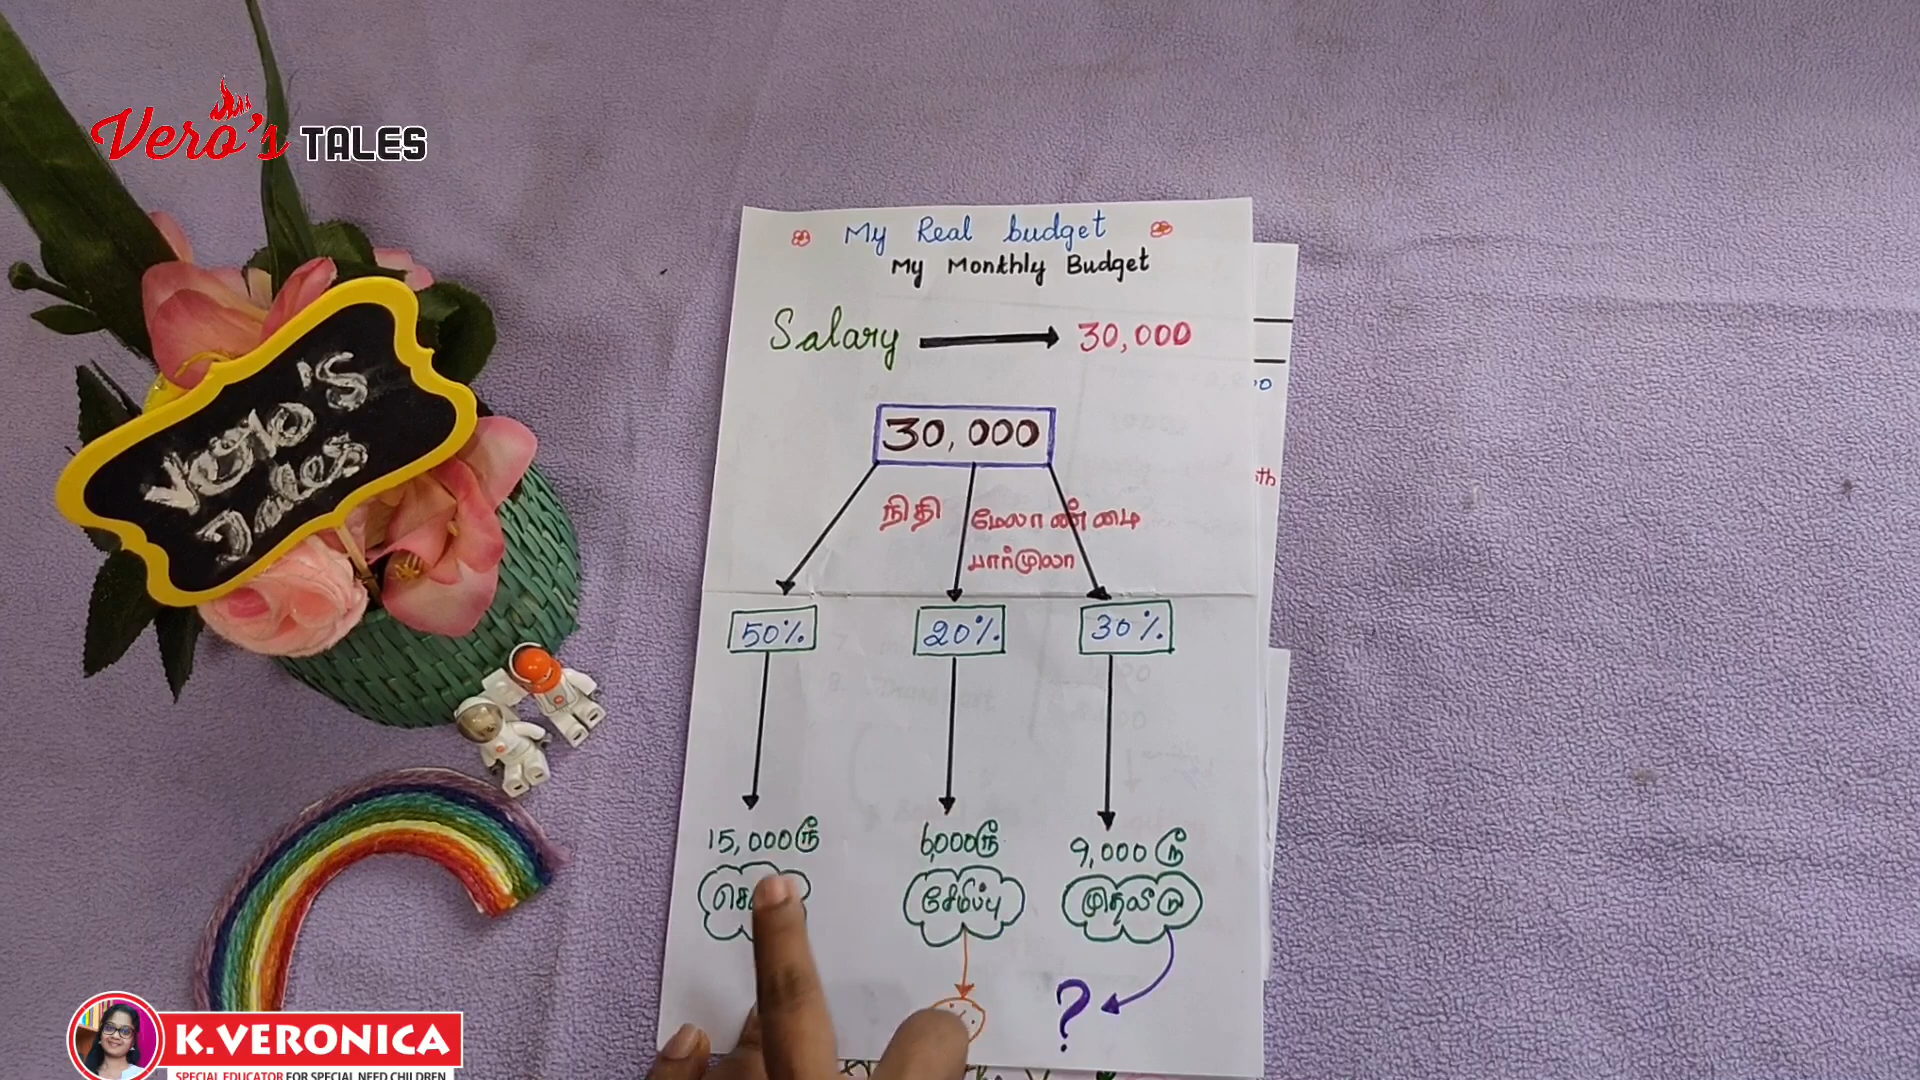 Vero's TALES
VERO'S
Tales
My Real budget
My Monthly Budget
Salary 30,000
30,000
நிதி மேலாண்மை
பார்முலா
50% 20% 30%
15,000ரூ 6,000ரூ 9,000ரூ
சேமிப்பு முதலீடு
?
K.VERONICA
SPECIAL EDUCATOR FOR SPECIAL NEED CHILDREN